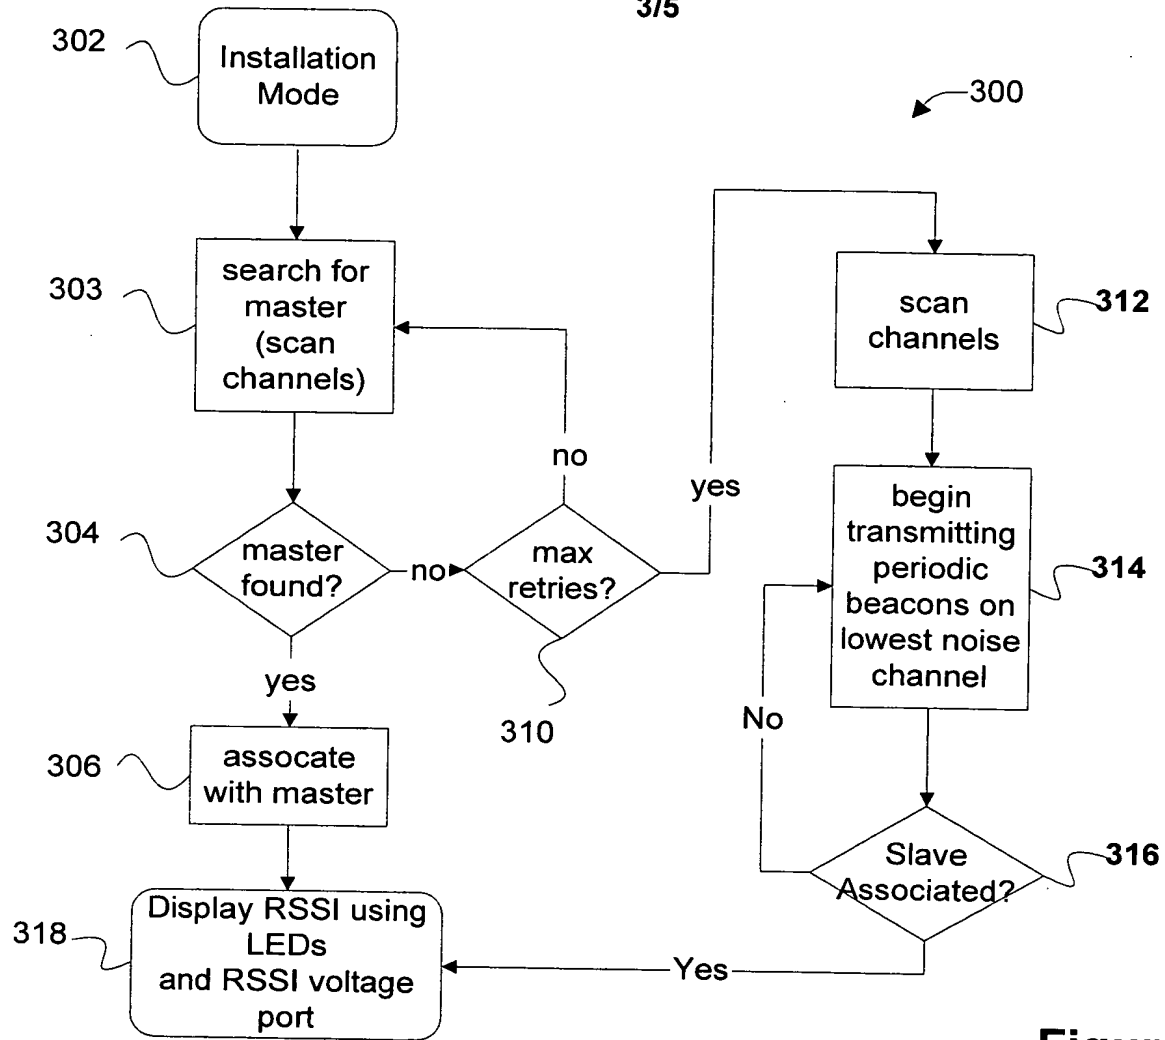 3/5
302
Installation
Mode
300
303
search for
master
(scan
channels)
scan
channels
312
no
yes
304
master
found?
no
max
retries?
begin
transmitting
periodic
beacons on
lowest noise
channel
314
yes
310
No
306
assocate
with master
Slave
Associated?
316
318
Display RSSI using
LEDs
and RSSI voltage
port
Yes